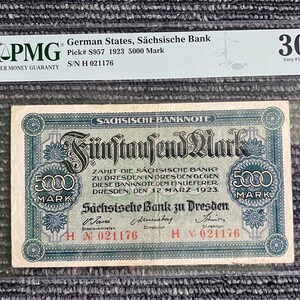 PMG
PAPER MONEY GUARANTY
German States, Sächsische Bank
Pick# S957 1923 5000 Mark
S/N H 021176
30
Very Fi
SÄCHSISCHE BANKNOTE
Fünftausend Mark
5000
MARK
ZAHLT DIE SÄCHSISCHE BANK
ZU DRESDEN IN DRESDEN GEGEN
DIESE BANKNOTE DEM EINLIEFERER.
DRESDEN, DEN 12. MÄRZ 1923.
5000
MARK
Sächsische Bank zu Dresden
H № 021176
H № 021176